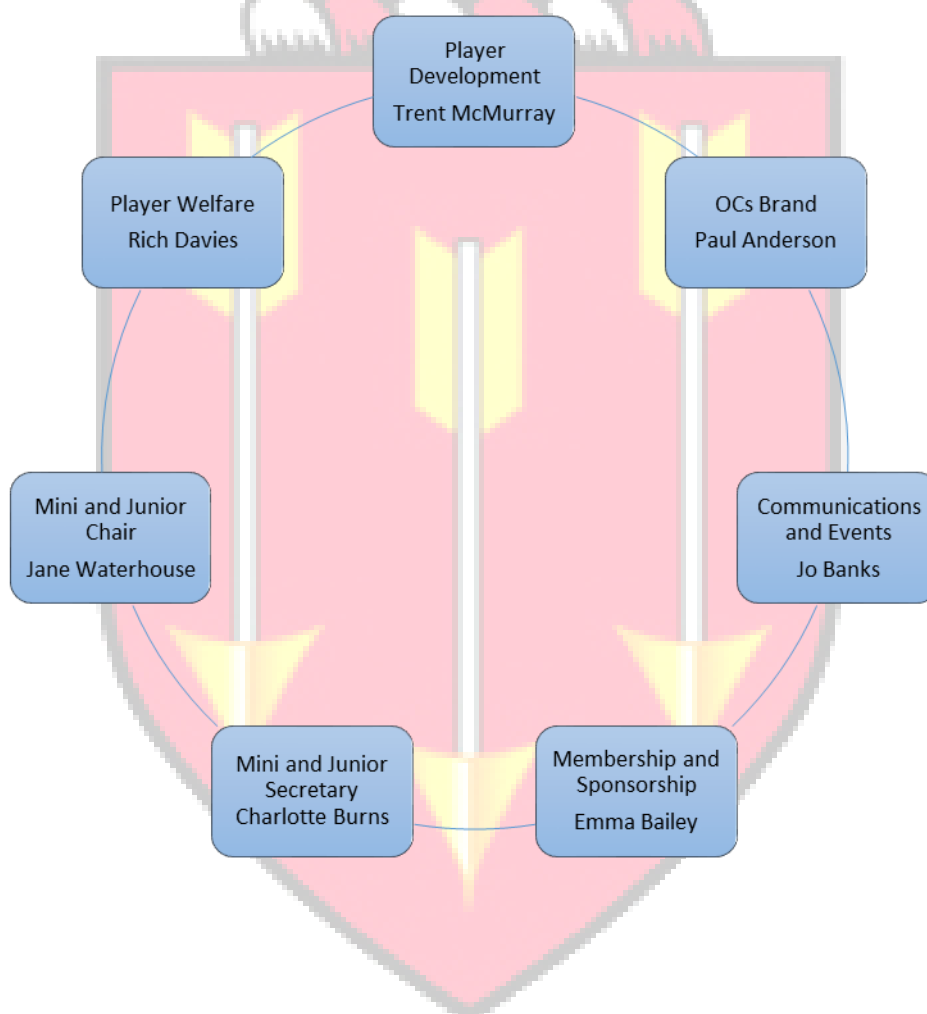 Player
Development
Trent McMurray
Player Welfare
Rich Davies
OCs Brand
Paul Anderson
Mini and Junior
Chair
Jane Waterhouse
Communications
and Events
Jo Banks
Mini and Junior
Secretary
Charlotte Burns
Membership and
Sponsorship
Emma Bailey